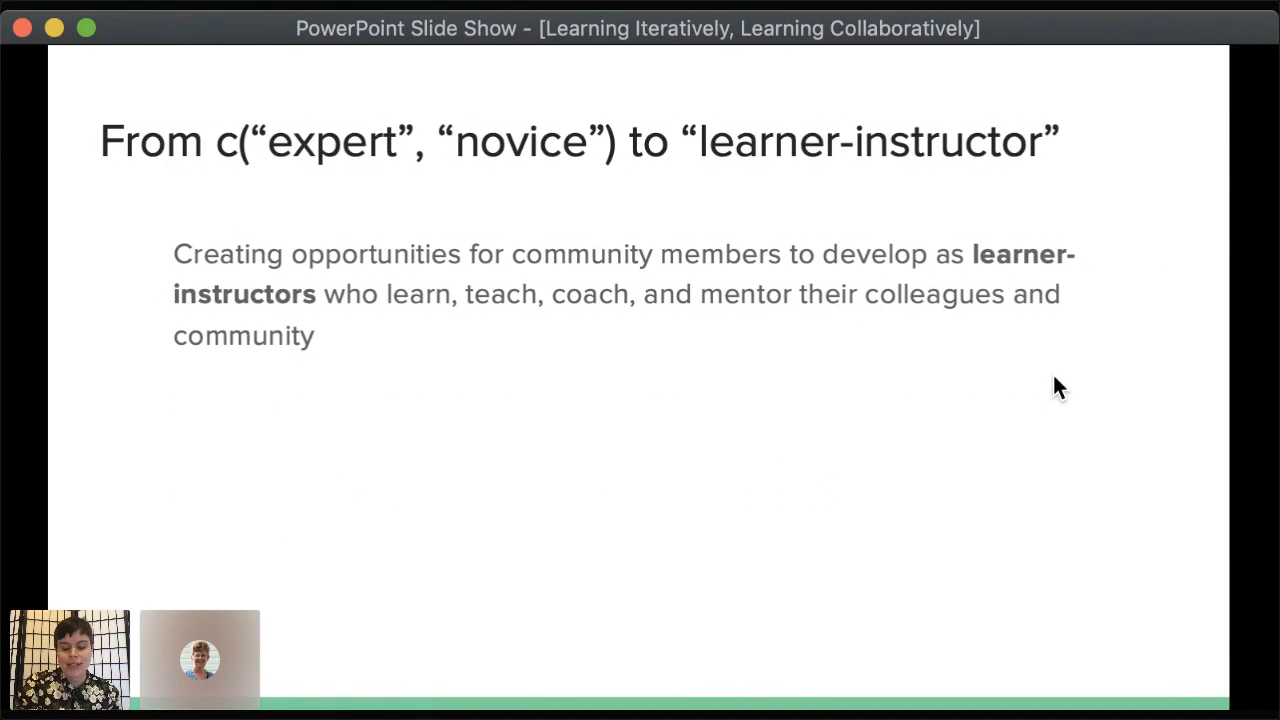 PowerPoint Slide Show - [Learning Iteratively, Learning Collaboratively]
From c(“expert”, “novice”) to “learner-instructor”
Creating opportunities for community members to develop as learner-
instructors who learn, teach, coach, and mentor their colleagues and
community